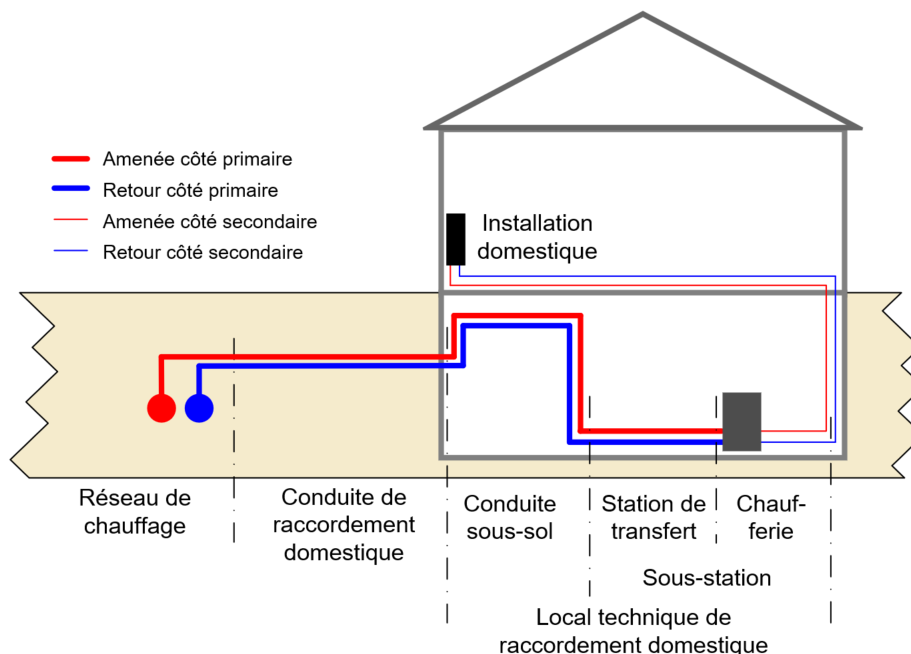 Amenée côté primaire
Retour côté primaire
Amenée côté secondaire
Retour côté secondaire
Installation
domestique
Réseau de
chauffage
Conduite de
raccordement
domestique
Conduite
sous-sol
Station de
transfert
Chauf-
ferie
Sous-station
Local technique de
raccordement domestique